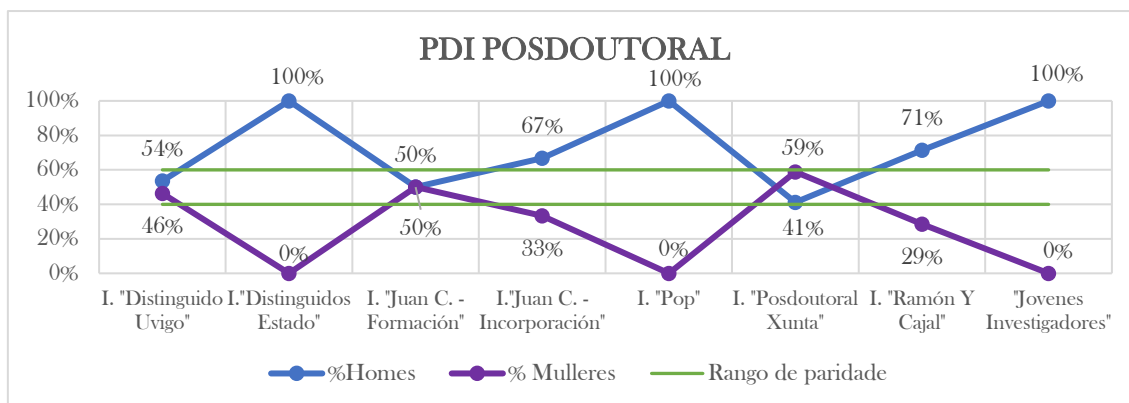 PDI POSDOUTORAL
100%
100%
100%
100%
80%
60%
40%
20%
0%
54%
46%
0%
50%
50%
67%
33%
0%
59%
41%
71%
29%
0%
I. "Distinguido
Uvigo"
I."Distinguidos
Estado"
I. "Juan C. -
Formación"
I."Juan C. -
Incorporación"
I. "Pop"
I. "Posdoutoral
Xunta"
I. "Ramón Y
Cajal"
"Jovenes
Investigadores"
%Homes
% Mulleres
Rango de paridade